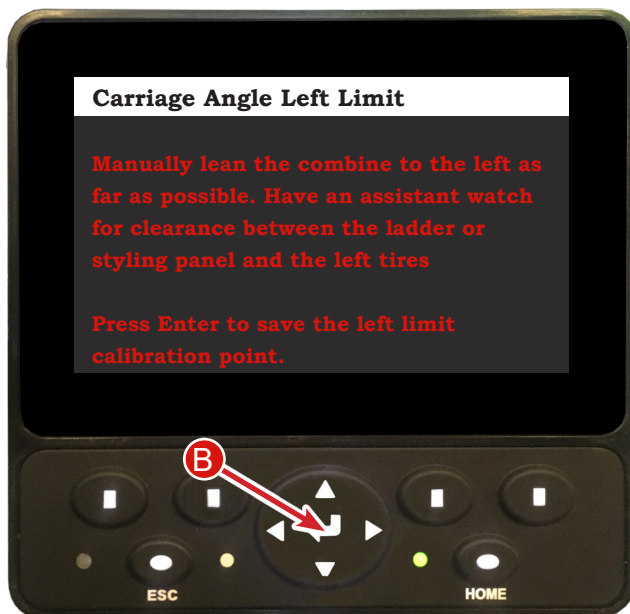 Carriage Angle Left Limit
Manually lean the combine to the left as
far as possible. Have an assistant watch
for clearance between the ladder or
styling panel and the left tires
Press Enter to save the left limit
calibration point.
B
ESC
HOME